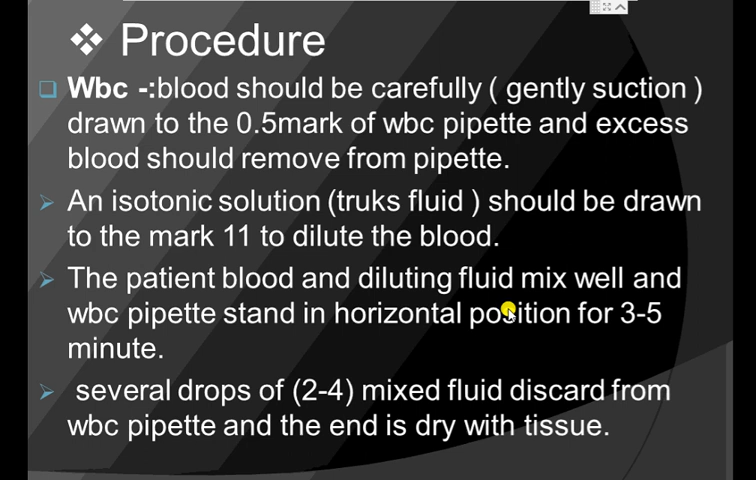 Procedure
Wbc -:blood should be carefully ( gently suction )
drawn to the 0.5mark of wbc pipette and excess
blood should remove from pipette.
An isotonic solution (truks fluid ) should be drawn
to the mark 11 to dilute the blood.
The patient blood and diluting fluid mix well and
wbc pipette stand in horizontal position for 3-5
minute.
several drops of (2-4) mixed fluid discard from
wbc pipette and the end is dry with tissue.